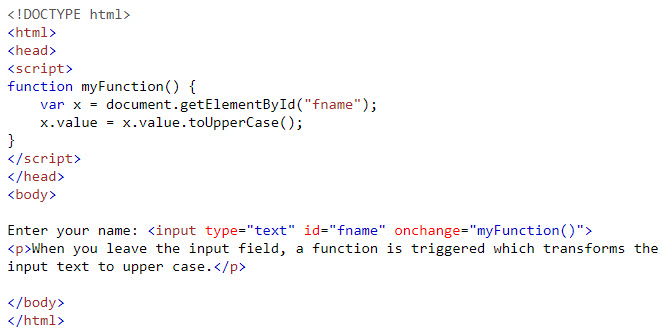 <!DOCTYPE html>
<html>
<head>
<script>
function myFunction() {
    var x = document.getElementById("fname");
    x.value = x.value.toUpperCase();
}
</script>
</head>
<body>

Enter your name: <input type="text" id="fname" onchange="myFunction()">
<p>When you leave the input field, a function is triggered which transforms the
input text to upper case.</p>

</body>
</html>